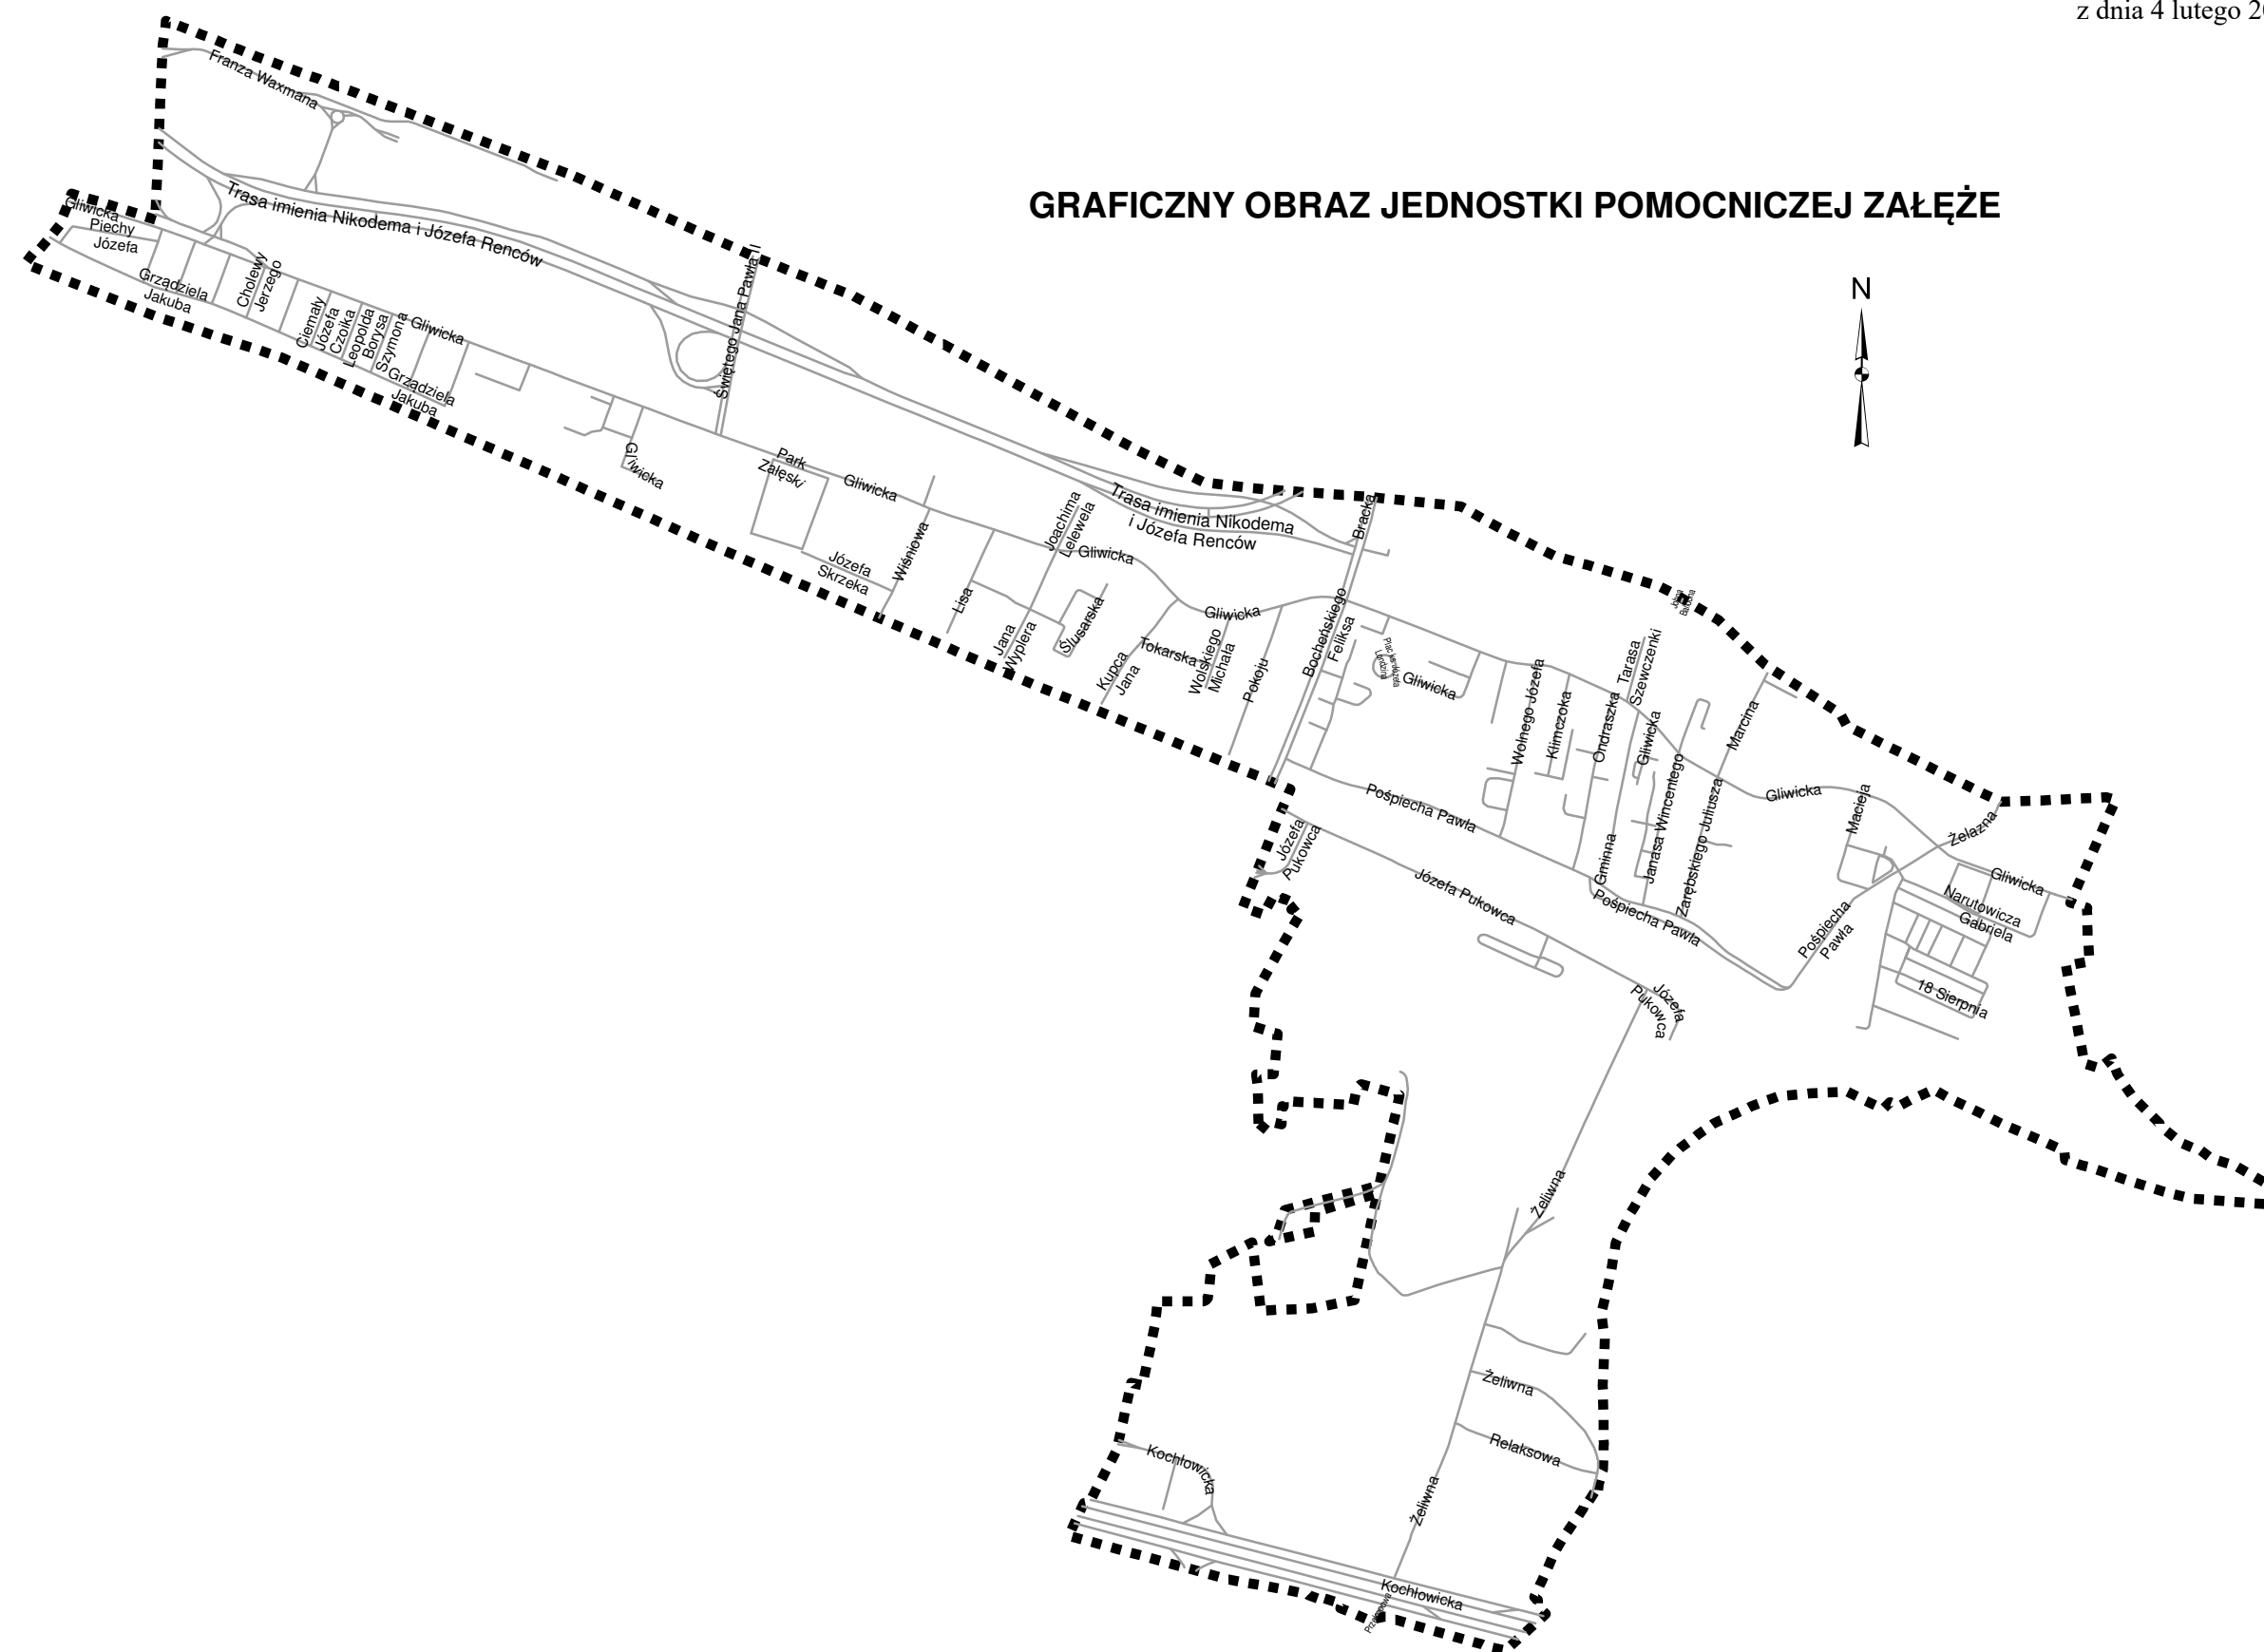 z dnia 4 lutego 20
GRAFICZNY OBRAZ JEDNOSTKI POMOCNICZEJ ZAŁĘŻE
N
Franza Waxmana
Trasa imienia Nikodema i Józefa Renców
Gliwicka
Piechy
Józefa
Grządziela
Jakuba
Cholewy
Jerzego
Ciemały
Józefa
Czoika
Leopolda
Borysa
Szymona
Gliwicka
Grządziela
Jakuba
Świętego Jana Pawła II
Gliwicka
Park
Załęski
Gliwicka
Józefa
Skrzeka
Wiśniowa
Lisa
Joachima
Lelewela
Gliwicka
Trasa imienia Nikodema
i Józefa Renców
Bracka
Jana
Wyplera
Ślusarska
Kupca
Jana
Tokarska
Wolskiego
Michała
Gliwicka
Pokoju
Bocheńskiego
Feliksa
Gliwicka
Wolnego Józefa
Klimczoka
Ondraszka
Tarasa
Szewczenki
Gliwicka
Janasa Wincentego
Marcina
Zarębskiego Juliusza
Gminna
Gliwicka
Macieja
Żelazna
Gliwicka
Narutowicza
Gabriela
18 Sierpnia
Pośpiecha Pawła
Pośpiecha Pawła
Pośpiecha
Pawła
Józefa
Pukowca
Józefa Pukowca
Józefa
Pukowca
Żeliwna
Żeliwna
Relaksowa
Żeliwna
Kochłowicka
Kochłowicka